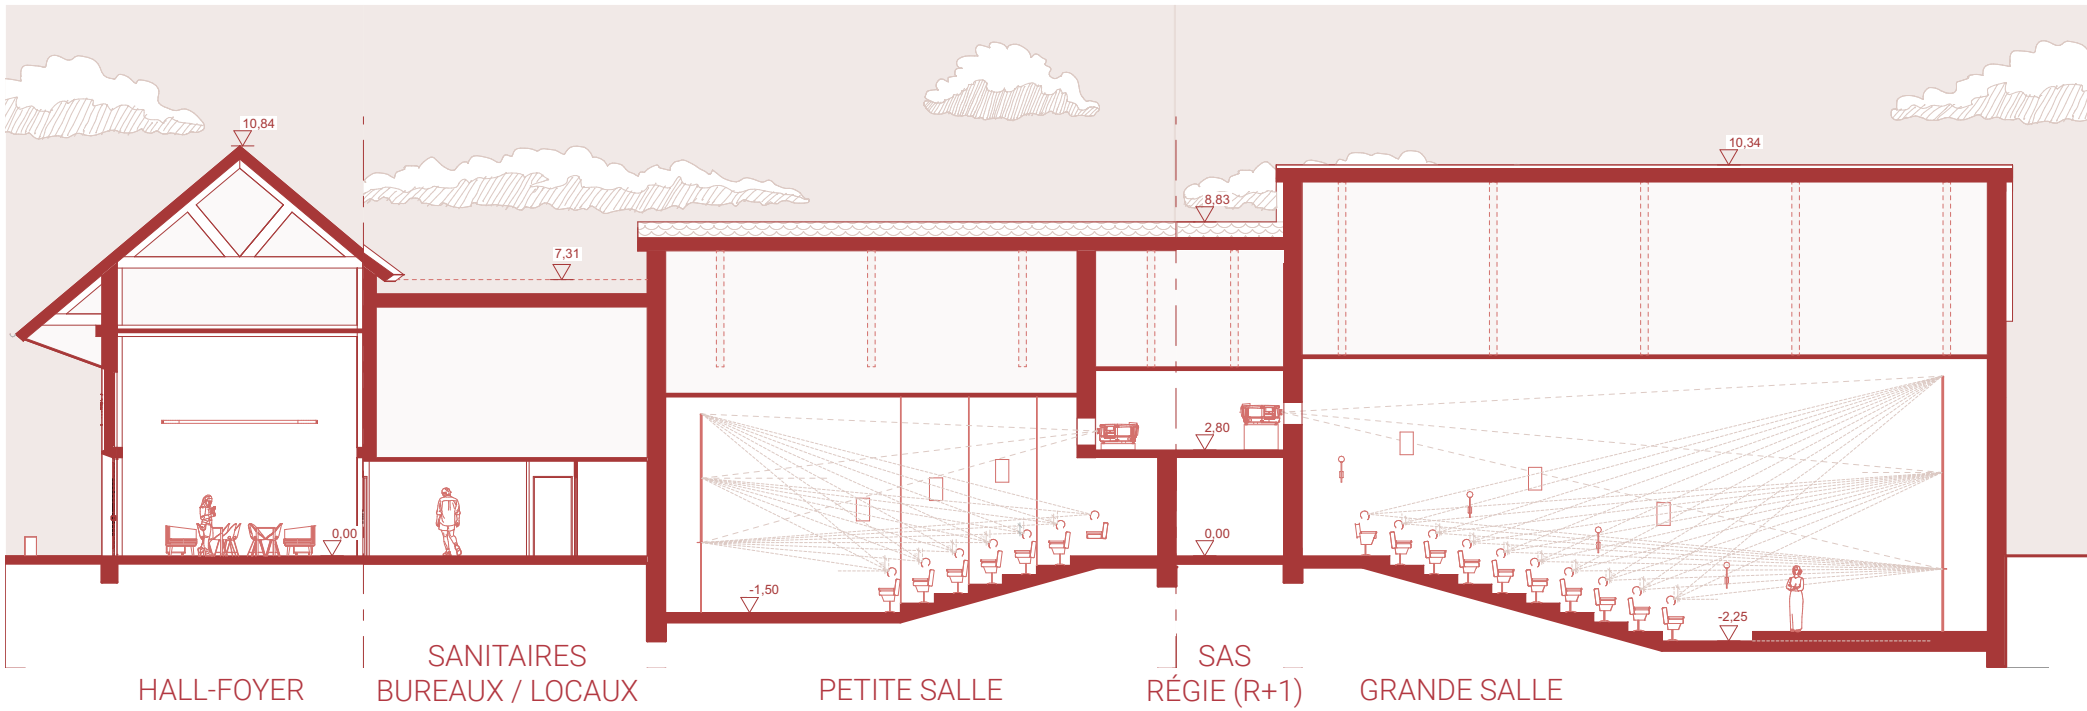 10,84
10,34
8,83
7,31
2,80
0,00
0,00
-1,50
-2,25
SANITAIRES
SAS
HALL-FOYER
BUREAUX / LOCAUX
PETITE SALLE
RÉGIE (R+1)
GRANDE SALLE